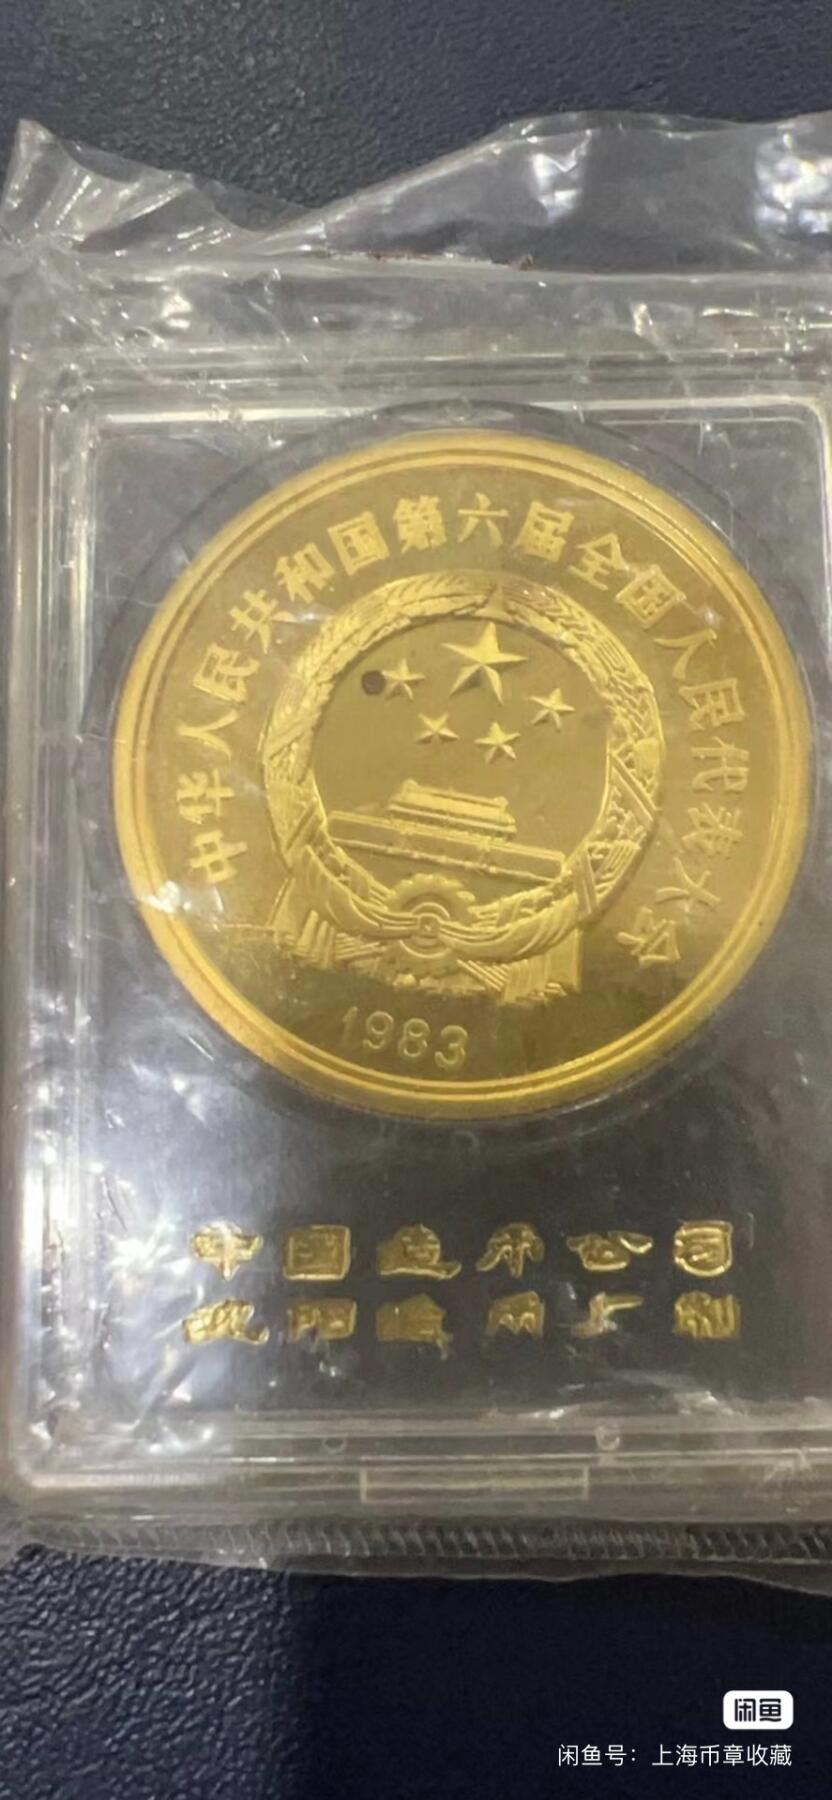 中华人民共和国第六届全国人民代表大会
1983
中国造币公司
沈阳造币厂
闲鱼
闲鱼号：上海币章收藏